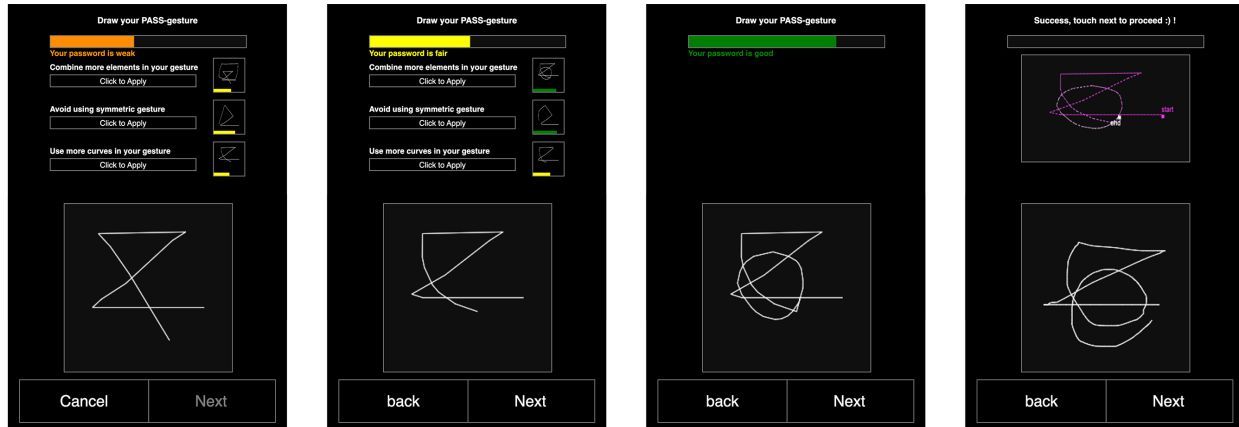 Draw your PASS-gesture
Your password is weak
Combine more elements in your gesture
Click to Apply
Avoid using symmetric gesture
Click to Apply
Use more curves in your gesture
Click to Apply
Cancel
Next
Draw your PASS-gesture
Your password is fair
Combine more elements in your gesture
Click to Apply
Avoid using symmetric gesture
Click to Apply
Use more curves in your gesture
Click to Apply
back
Next
Draw your PASS-gesture
Your password is good
back
Next
Success, touch next to proceed :) !
start
end
back
Next